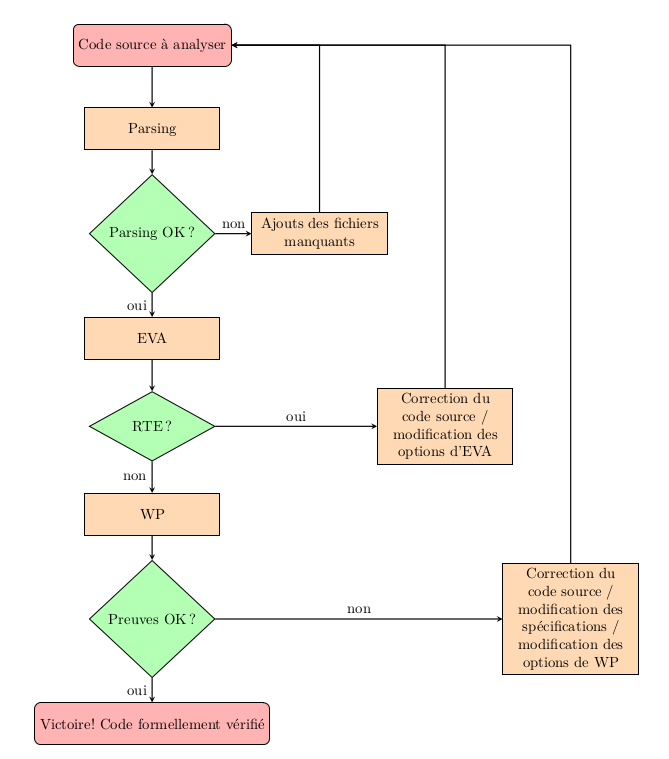 Code source à analyser
Parsing
Parsing OK ?
non
Ajouts des fichiers
manquants
oui
EVA
RTE ?
oui
Correction du
code source /
modification des
options d'EVA
non
WP
Preuves OK ?
non
Correction du
code source /
modification des
spécifications /
modification des
options de WP
oui
Victoire! Code formellement vérifié